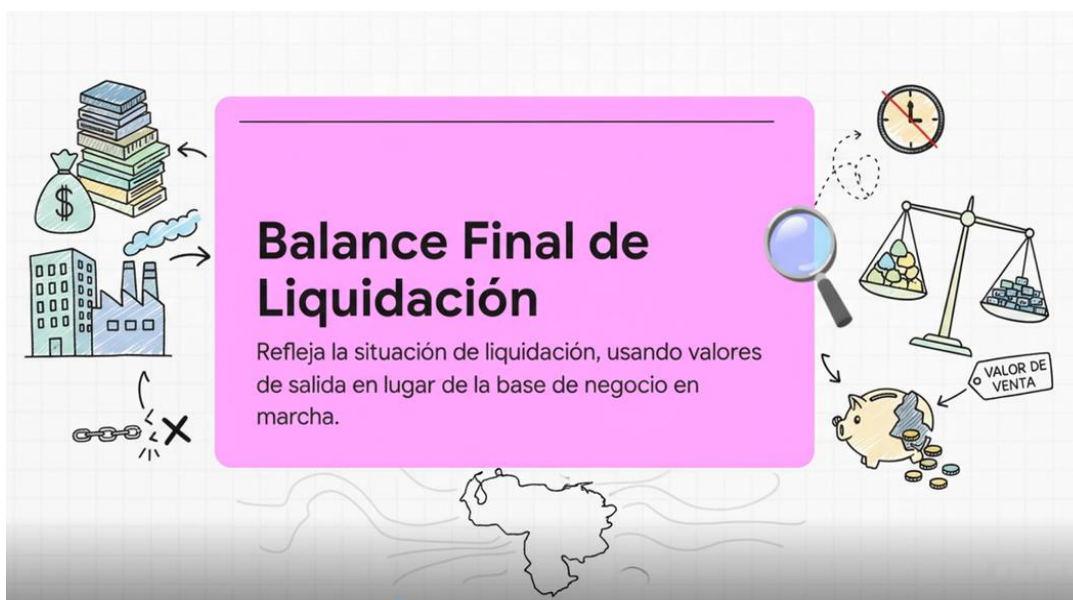 Balance Final de
Liquidación
Refleja la situación de liquidación, usando valores
de salida en lugar de la base de negocio en
marcha.
$
VALOR DE
VENTA